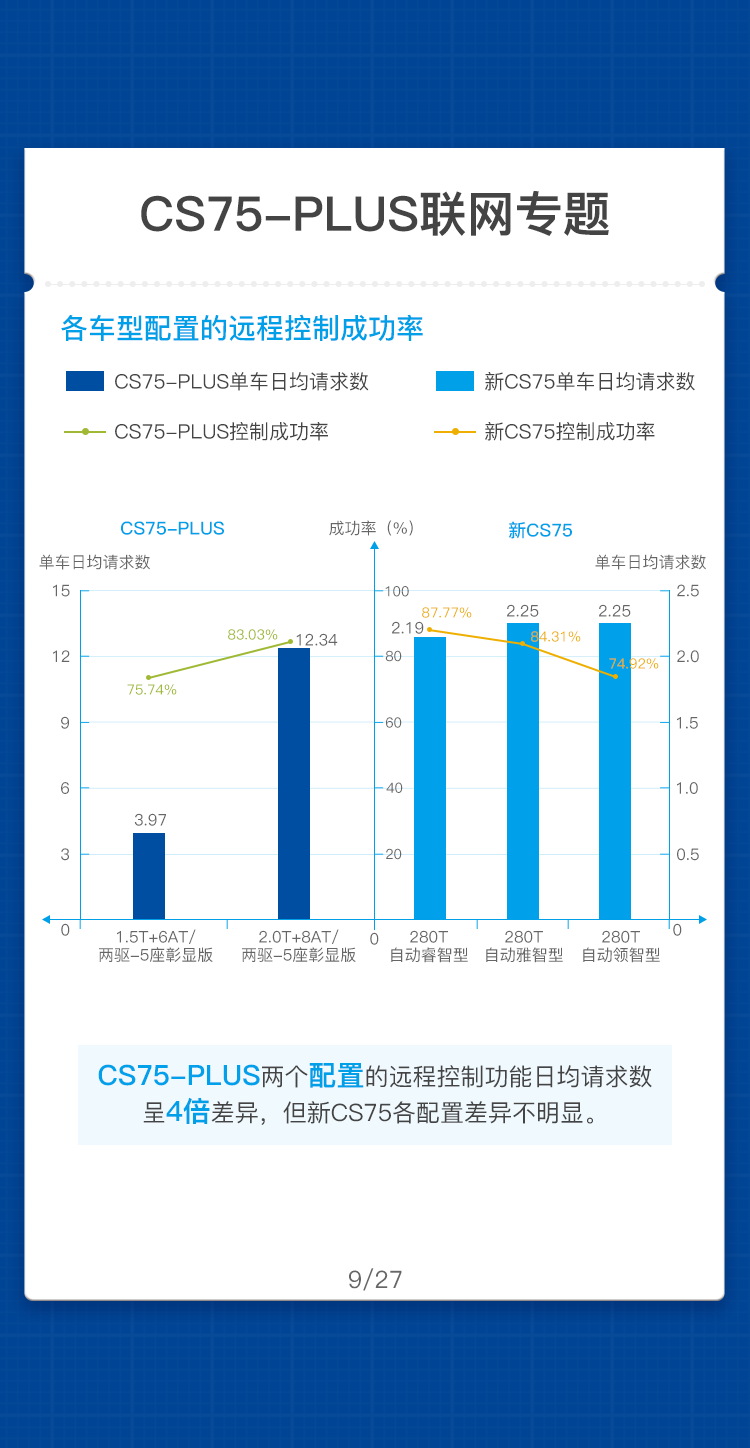 CS75-PLUS联网专题
各车型配置的远程控制成功率
CS75-PLUS单车日均请求数
新CS75单车日均请求数
CS75-PLUS控制成功率
新CS75控制成功率
CS75-PLUS
成功率（%）
新CS75
单车日均请求数
单车日均请求数
15
12
9
6
3
0
100
80
60
40
20
0
2.5
2.0
1.5
1.0
0.5
0
75.74%
83.03%
3.97
12.34
87.77%
84.31%
74.92%
2.19
2.25
2.25
1.5T+6AT/
两驱-5座彰显版
2.0T+8AT/
两驱-5座彰显版
280T
自动睿智型
280T
自动雅智型
280T
自动领智型
CS75-PLUS两个配置的远程控制功能日均请求数
呈4倍差异，但新CS75各配置差异不明显。
9/27